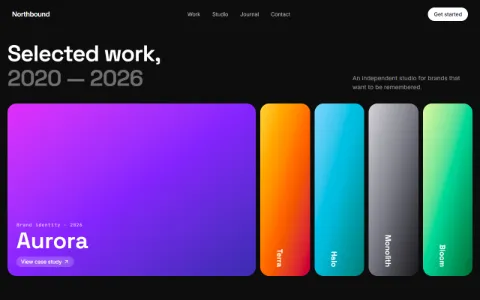 Northbound
Work
Studio
Journal
Contact
Get started
Selected work,
2020 — 2026
An independent studio for brands that
want to be remembered.
Brand identity · 2026
Aurora
View case study ↗
Terra
Halo
Monolith
Bloom